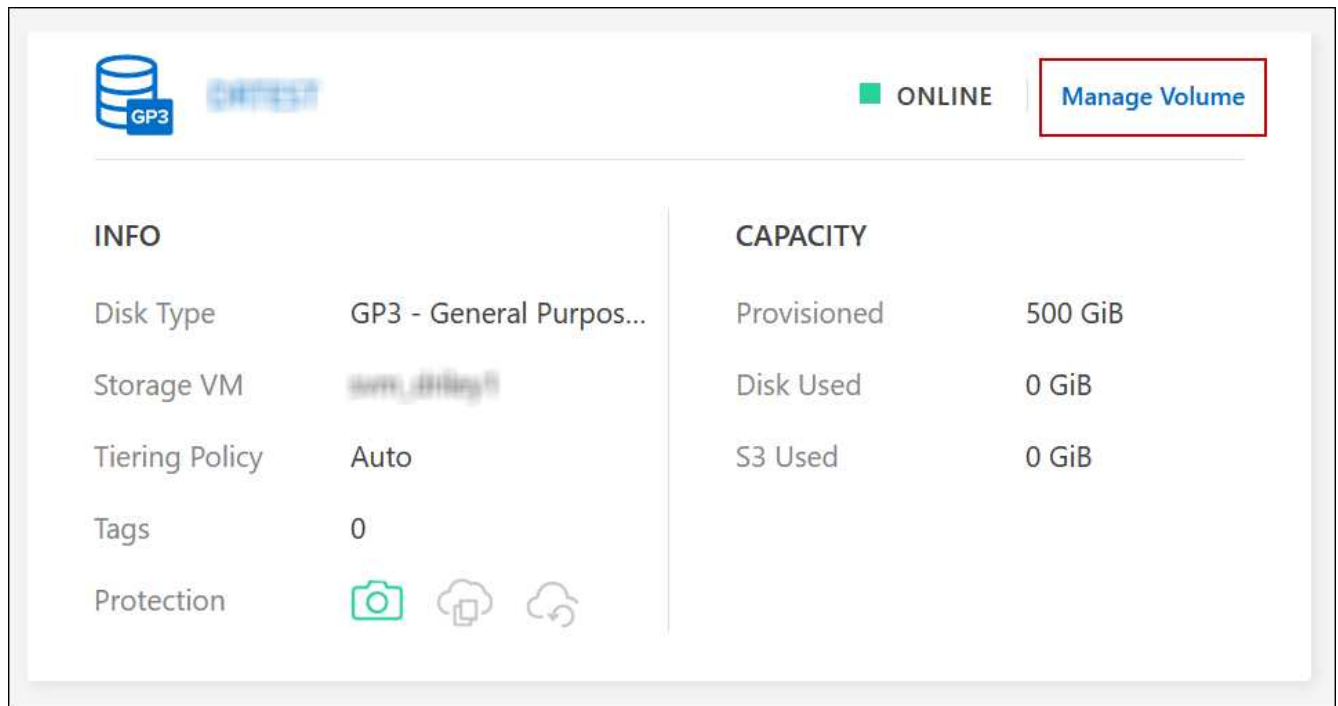 GP3
ONLINE
Manage Volume
INFO
Disk Type GP3 - General Purpos...
Storage VM
Tiering Policy Auto
Tags 0
Protection
CAPACITY
Provisioned 500 GiB
Disk Used 0 GiB
S3 Used 0 GiB